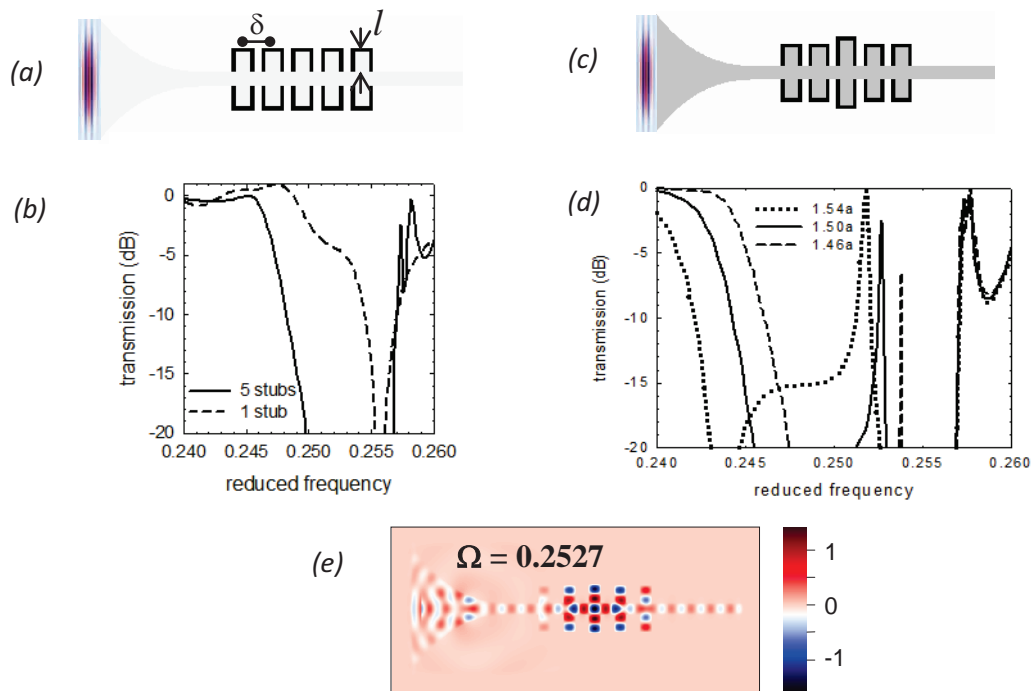 (a)
δ
l
(c)
(b)
transmission (dB)
0
-5
-10
-15
-20
5 stubs
1 stub
0.240
0.245
0.250
0.255
0.260
reduced frequency
(d)
transmission (dB)
0
-5
-10
-15
-20
1.54a
1.50a
1.46a
0.240
0.245
0.250
0.255
0.260
reduced frequency
(e)
Ω = 0.2527
1
0
-1